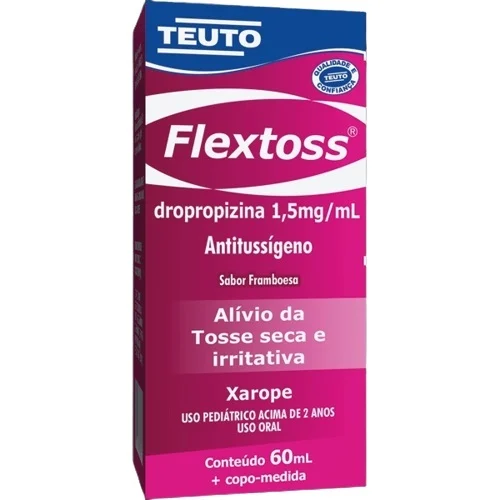 TEUTO
QUALIDADE E
TEUTO
CONFIANÇA
Flextoss®
dropropizina 1,5mg/mL
Antitussígeno
Sabor Framboesa
Alívio da
Tosse seca e
irritativa
Xarope
USO PEDIÁTRICO ACIMA DE 2 ANOS
USO ORAL
Conteúdo 60mL
+ copo-medida